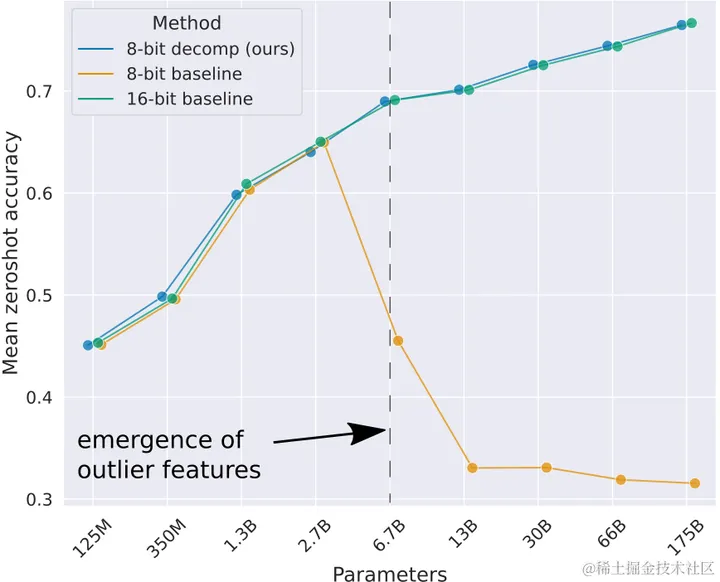 Method
8-bit decomp (ours)
8-bit baseline
16-bit baseline
Mean zeroshot accuracy
0.7
0.6
0.5
0.4
0.3
emergence of
outlier features
125M
350M
1.3B
2.7B
6.7B
13B
30B
66B
175B
Parameters
@稀土掘金技术社区